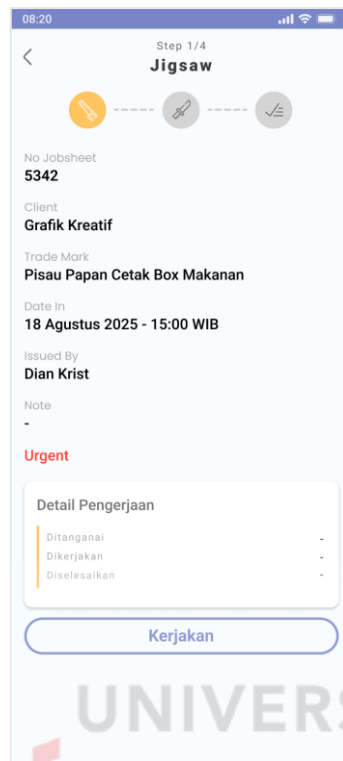 08:20
Step 1/4
Jigsaw
No Jobsheet
5342
Client
Grafik Kreatif
Trade Mark
Pisau Papan Cetak Box Makanan
Date In
18 Agustus 2025 - 15:00 WIB
Issued By
Dian Krist
Note
-
Urgent
Detail Pengerjaan
Ditanganai -
Dikerjakan -
Diselesaikan -
Kerjakan
UNIVERS